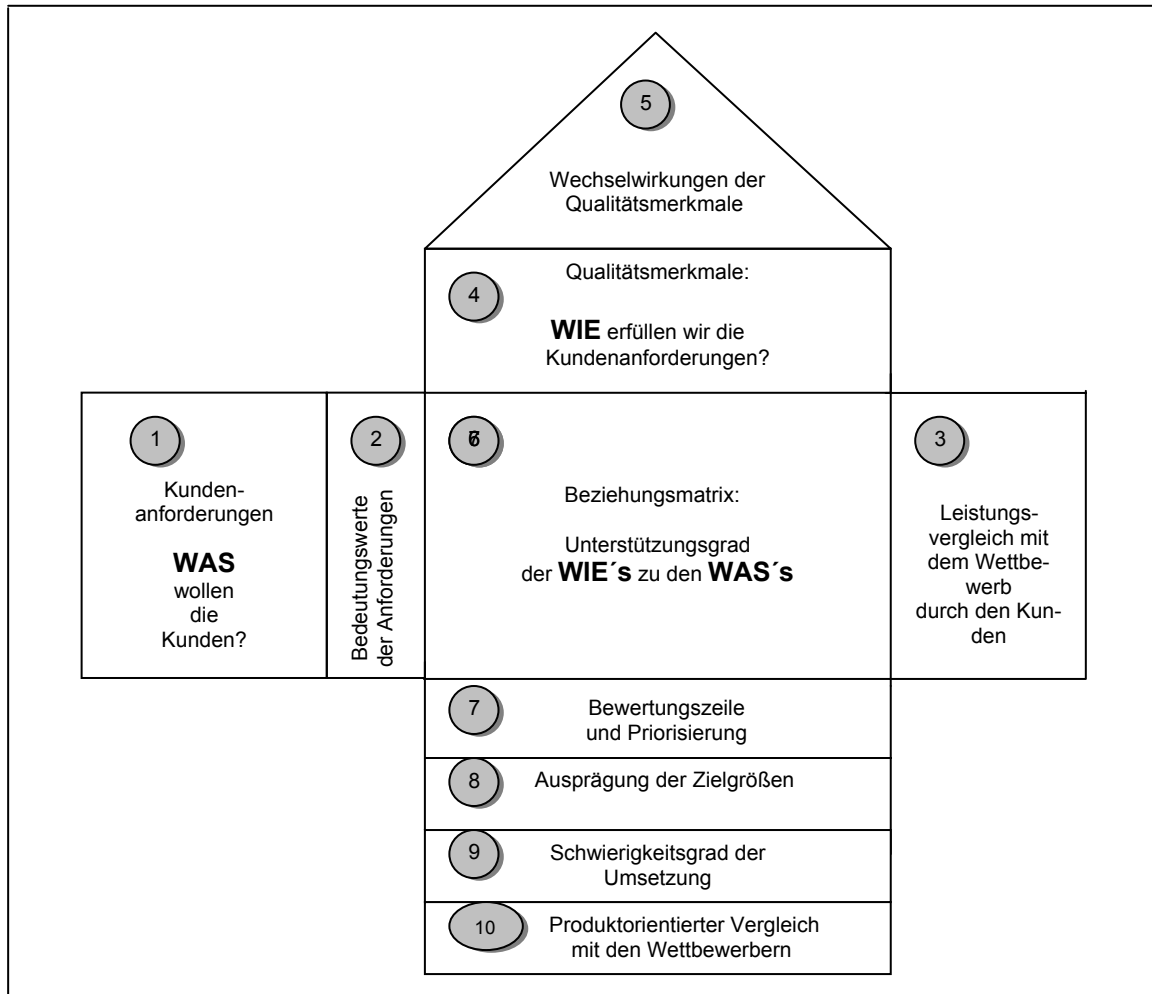 5
Wechselwirkungen der
Qualitätsmerkmale
4
Qualitätsmerkmale:
WIE erfüllen wir die
Kundenanforderungen?
1
Kunden-
anforderungen
WAS
wollen
die
Kunden?
2
Bedeutungswerte
der Anforderungen
Beziehungsmatrix:
Unterstützungsgrad
der WIE´s zu den WAS´s
3
Leistungs-
vergleich mit
dem Wettbe-
werb
durch den Kun-
den
7
Bewertungszeile
und Priorisierung
8
Ausprägung der Zielgrößen
9
Schwierigkeitsgrad der
Umsetzung
10
Produktorientierter Vergleich
mit den Wettbewerbern